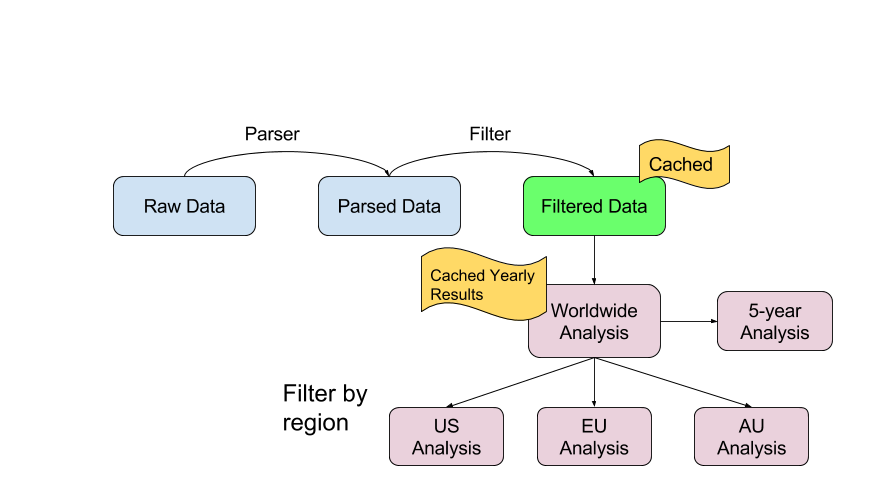 Parser
Filter
Cached
Raw Data
Parsed Data
Filtered Data
Cached Yearly
Results
Worldwide
Analysis
5-year
Analysis
Filter by
region
US
Analysis
EU
Analysis
AU
Analysis